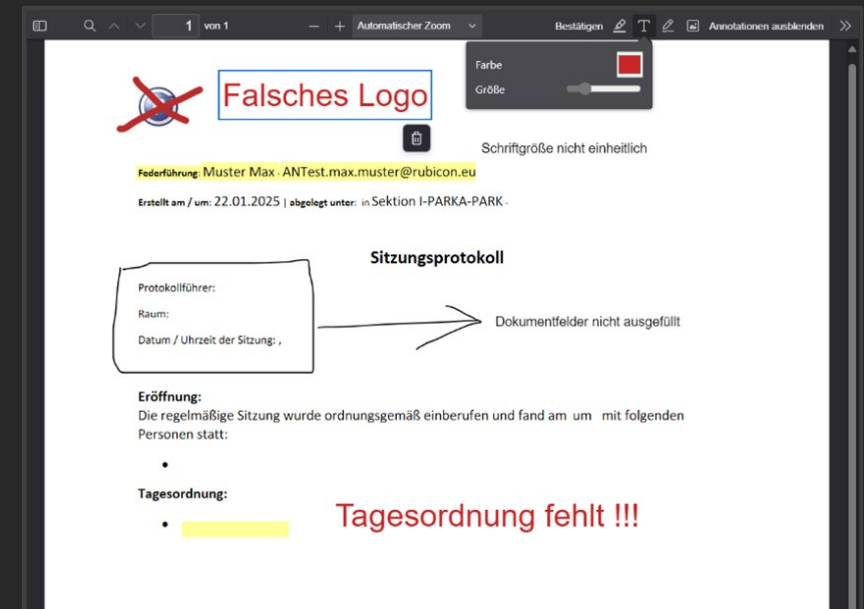 1 von 1 Automatischer Zoom Bestätigen Annotationen ausblenden
Farbe
Größe
Falsches Logo
Schriftgröße nicht einheitlich
Federführung: Muster Max - ANTest.max.muster@rubicon.eu
Erstellt am / um: 22.01.2025 | abgelegt unter: in Sektion I-PARKA-PARK -
Sitzungsprotokoll
Protokollführer:
Raum:
Datum / Uhrzeit der Sitzung: ,
Dokumentfelder nicht ausgefüllt
Eröffnung:
Die regelmäßige Sitzung wurde ordnungsgemäß einberufen und fand am um mit folgenden
Personen statt:
Tagesordnung:
Tagesordnung fehlt !!!